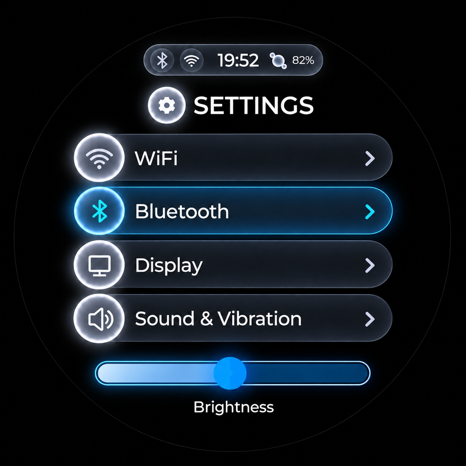 19:52 82%
SETTINGS
WiFi
Bluetooth
Display
Sound & Vibration
Brightness